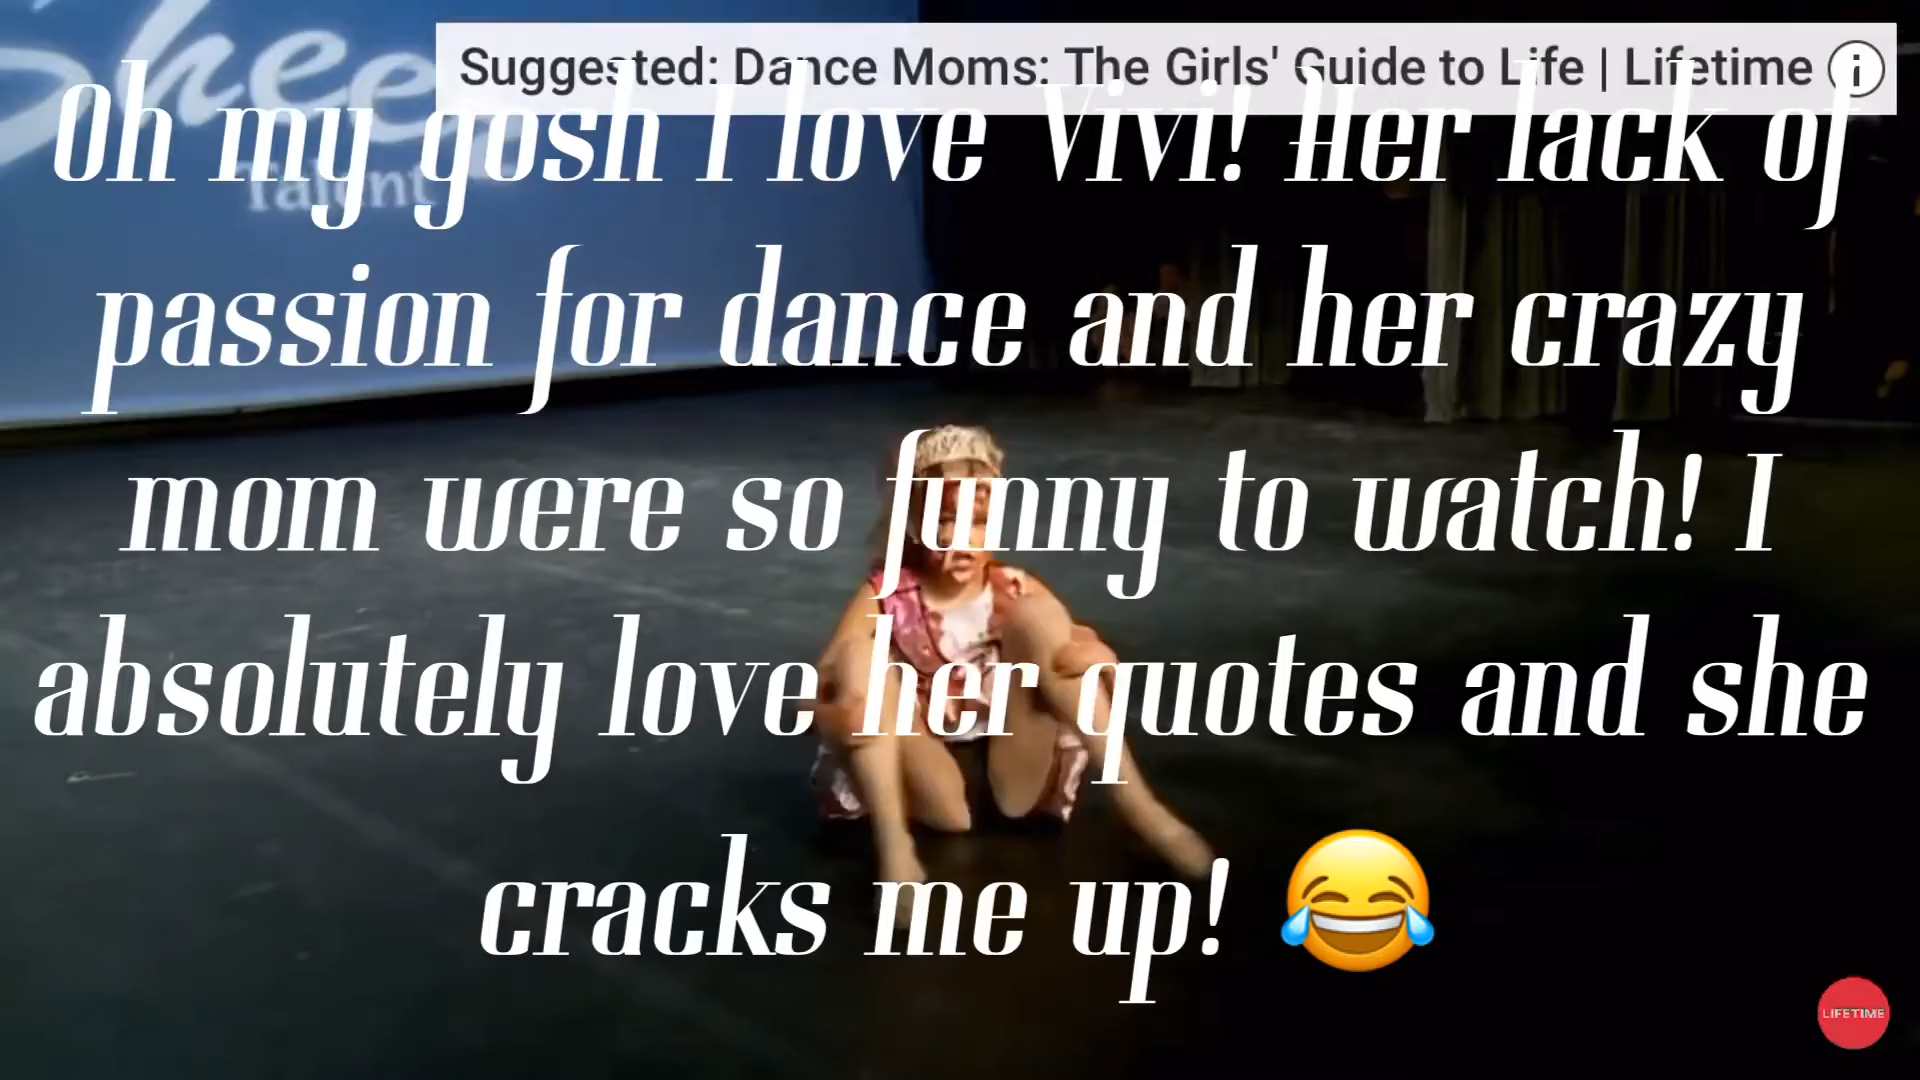 Sheer
Talent
Suggested: Dance Moms: The Girls' Guide to Life | Lifetime
Oh my gosh I love Vivi! Her lack of
passion for dance and her crazy
mom were so funny to watch! I
absolutely love her quotes and she
cracks me up! 😂
LIFETIME